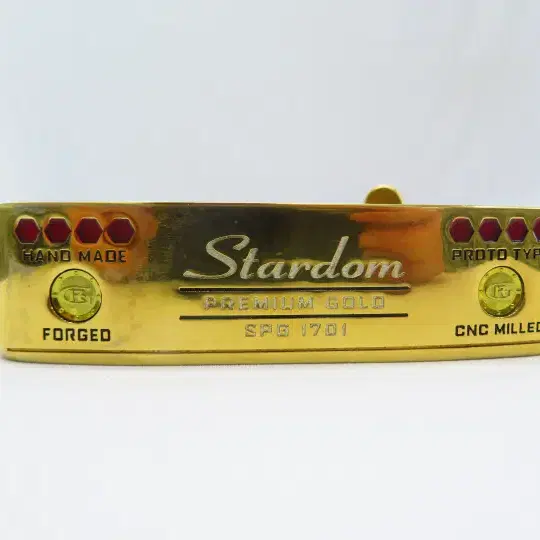 HAND MADE
FORGED
Stardom
PREMIUM GOLD
SPG 1701
PROTO TYP
CNC MILLED